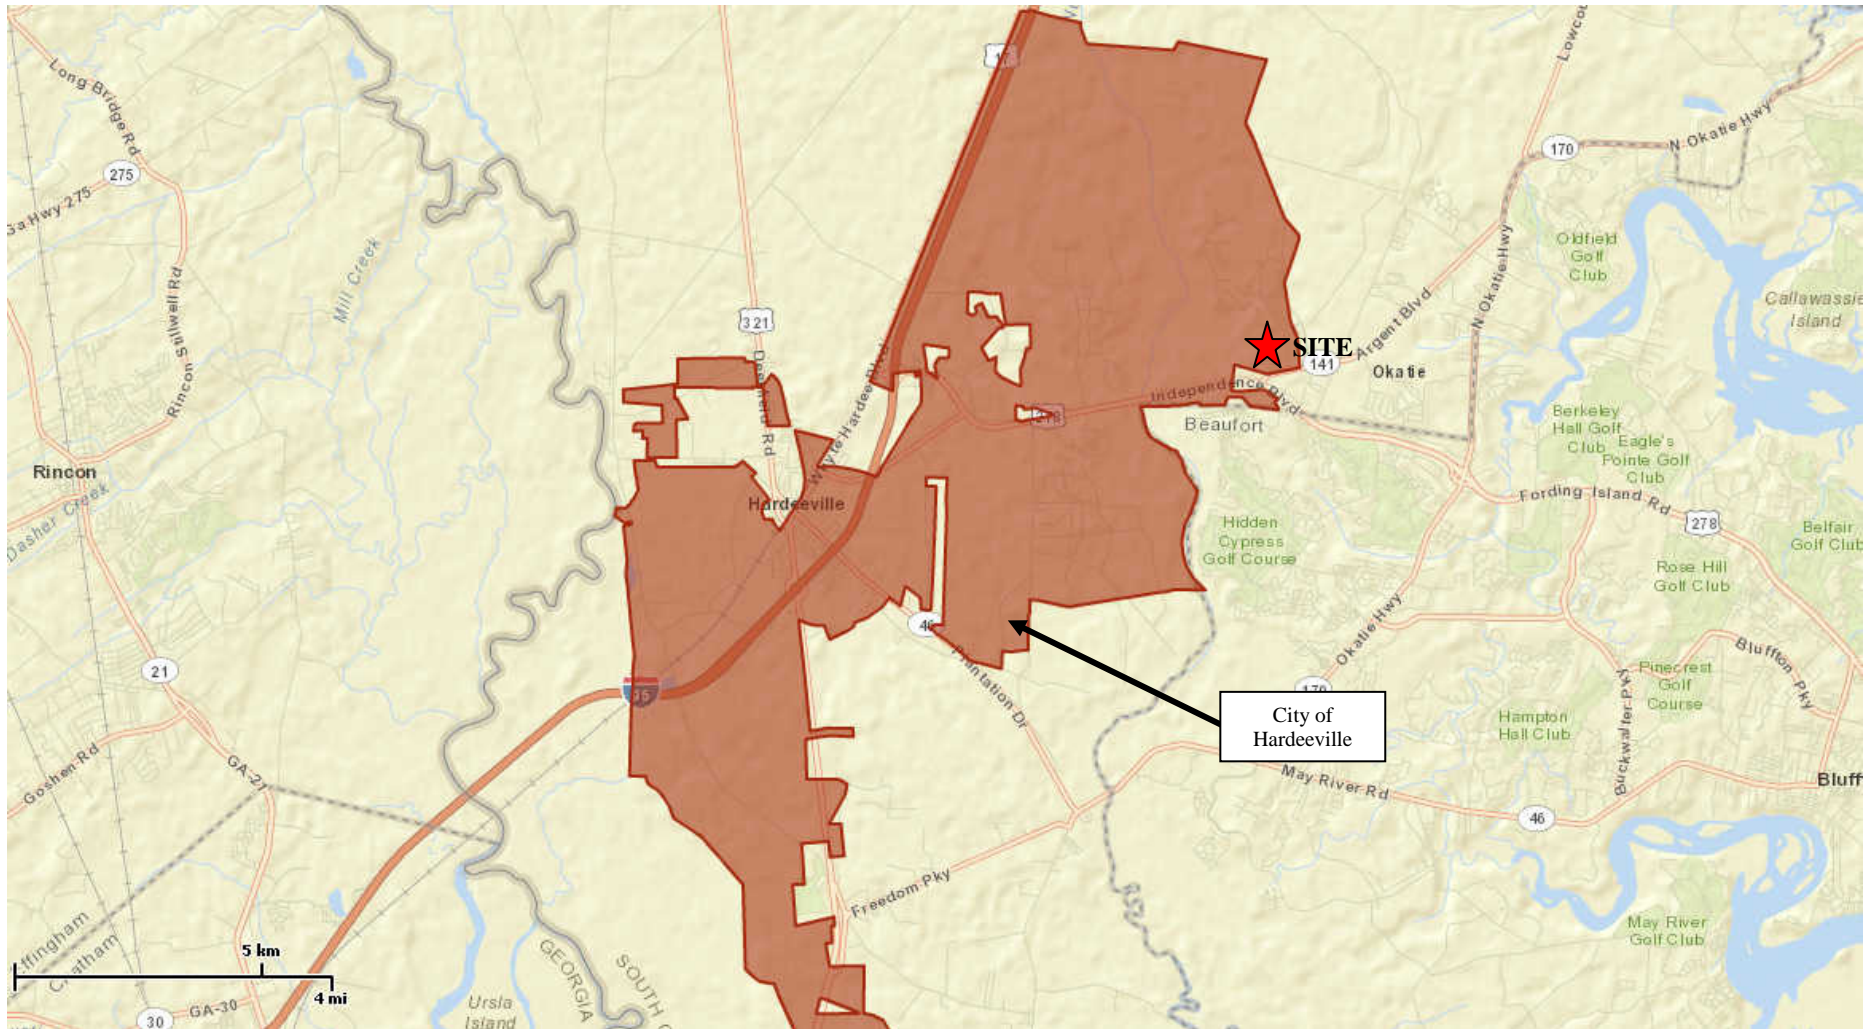 Long Bridge Rd
275
Ga Hwy 275
Mill Creek
Rincon Stillwell Rd
321
Deerfield Rd
Whyte Hardee Blvd
17
170
N Okatie Hwy
N Okatie Hwy
Oldfield
Golf
Club
Callawassie
Island
Argent Blvd
SITE
141
Okatie
Independence Blvd
278
Beaufort
Berkeley
Hall Golf
Club
Eagle's
Pointe Golf
Club
Rincon
Dasher Creek
Hardeeville
Fording Island Rd
278
Belfair
Golf Club
Hidden
Cypress
Golf Course
Rose Hill
Golf Club
46
Plantation Dr
Okatie Hwy
170
Bluffton Pky
Pinecrest
Golf
Course
Buckwalter Pky
Hampton
Hall Club
21
95
City of
Hardeeville
May River Rd
46
Bluff
Goshen Rd
GA-21
Freedom Pky
May River
Golf Club
ffingham
Chatham
5 km
4 mi
GA-30
30
GEORGIA
SOUTH
Ursla
Island